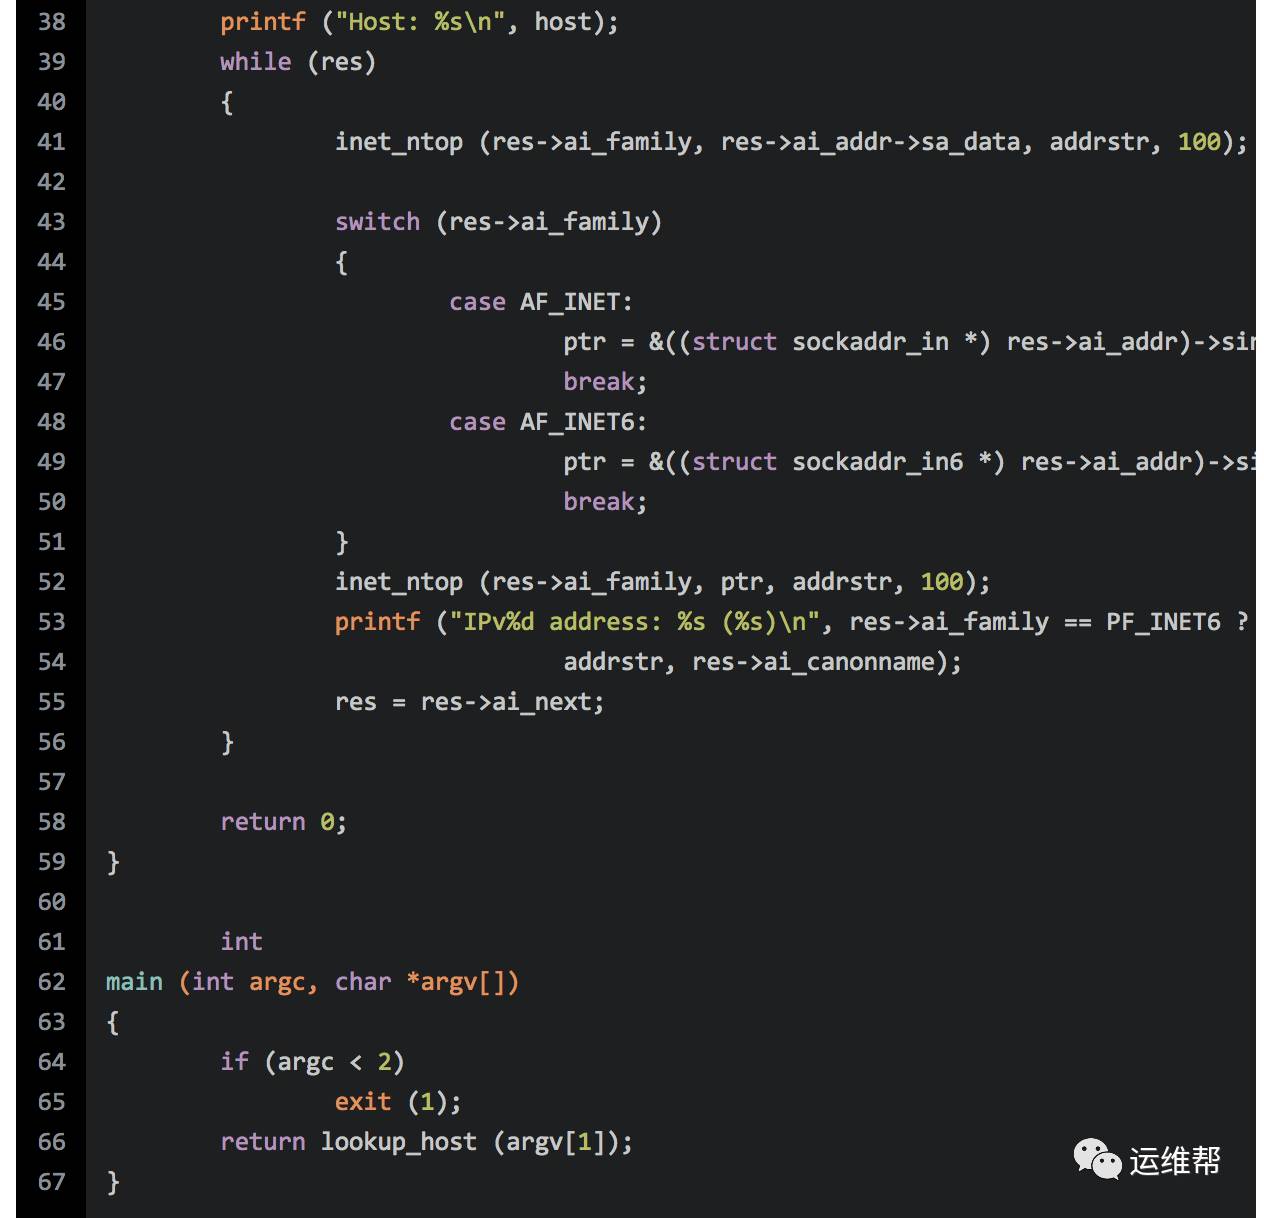 38 printf ("Host: %s\n", host);
39 while (res)
40 {
41 inet_ntop (res->ai_family, res->ai_addr->sa_data, addrstr, 100);
42
43 switch (res->ai_family)
44 {
45 case AF_INET:
46 ptr = &((struct sockaddr_in *) res->ai_addr)->sin
47 break;
48 case AF_INET6:
49 ptr = &((struct sockaddr_in6 *) res->ai_addr)->si
50 break;
51 }
52 inet_ntop (res->ai_family, ptr, addrstr, 100);
53 printf ("IPv%d address: %s (%s)\n", res->ai_family == PF_INET6 ?
54 addrstr, res->ai_canonname);
55 res = res->ai_next;
56 }
57
58 return 0;
59 }
60
61 int
62 main (int argc, char *argv[])
63 {
64 if (argc < 2)
65 exit (1);
66 return lookup_host (argv[1]);
67 }
运维帮